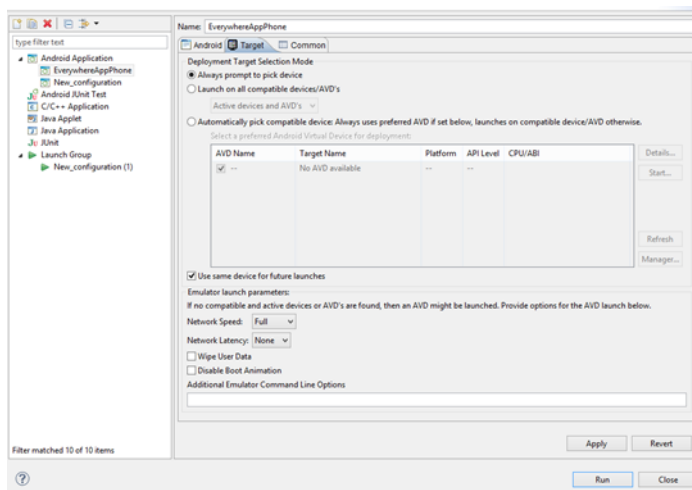 Name: EverywhereAppPhone
type filter text
Android Application
EverywhereAppPhone
New_configuration
Android JUnit Test
C/C++ Application
Java Applet
Java Application
JUnit
Launch Group
New_configuration (1)
Filter matched 10 of 10 items
Android Target Common
Deployment Target Selection Mode
Always prompt to pick device
Launch on all compatible devices/AVD's
Active devices and AVD's
Automatically pick compatible device: Always uses preferred AVD if set below, launches on compatible device/AVD otherwise.
Select a preferred Android Virtual Device for deployment:
AVD Name Target Name Platform API Level CPU/ABI
-- No AVD available -- --
Details...
Start...
Refresh
Manager...
Use same device for future launches
Emulator launch parameters:
If no compatible and active devices or AVD's are found, then an AVD might be launched. Provide options for the AVD launch below.
Network Speed: Full
Network Latency: None
Wipe User Data
Disable Boot Animation
Additional Emulator Command Line Options
Apply Revert
Run Close